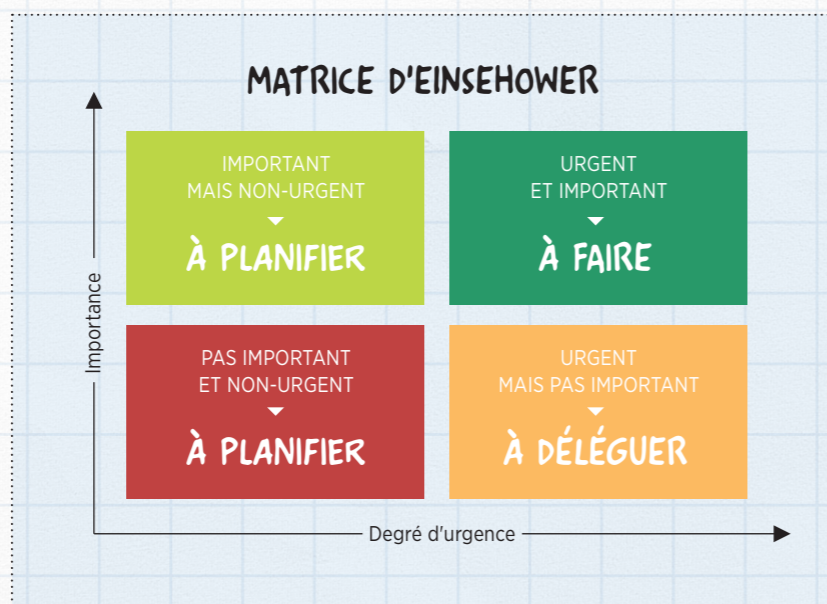 MATRICE D'EINSEHOWER
IMPORTANT
MAIS NON-URGENT
À PLANIFIER
URGENT
ET IMPORTANT
À FAIRE
Importance
PAS IMPORTANT
ET NON-URGENT
À PLANIFIER
URGENT
MAIS PAS IMPORTANT
À DÉLÉGUER
Degré d'urgence